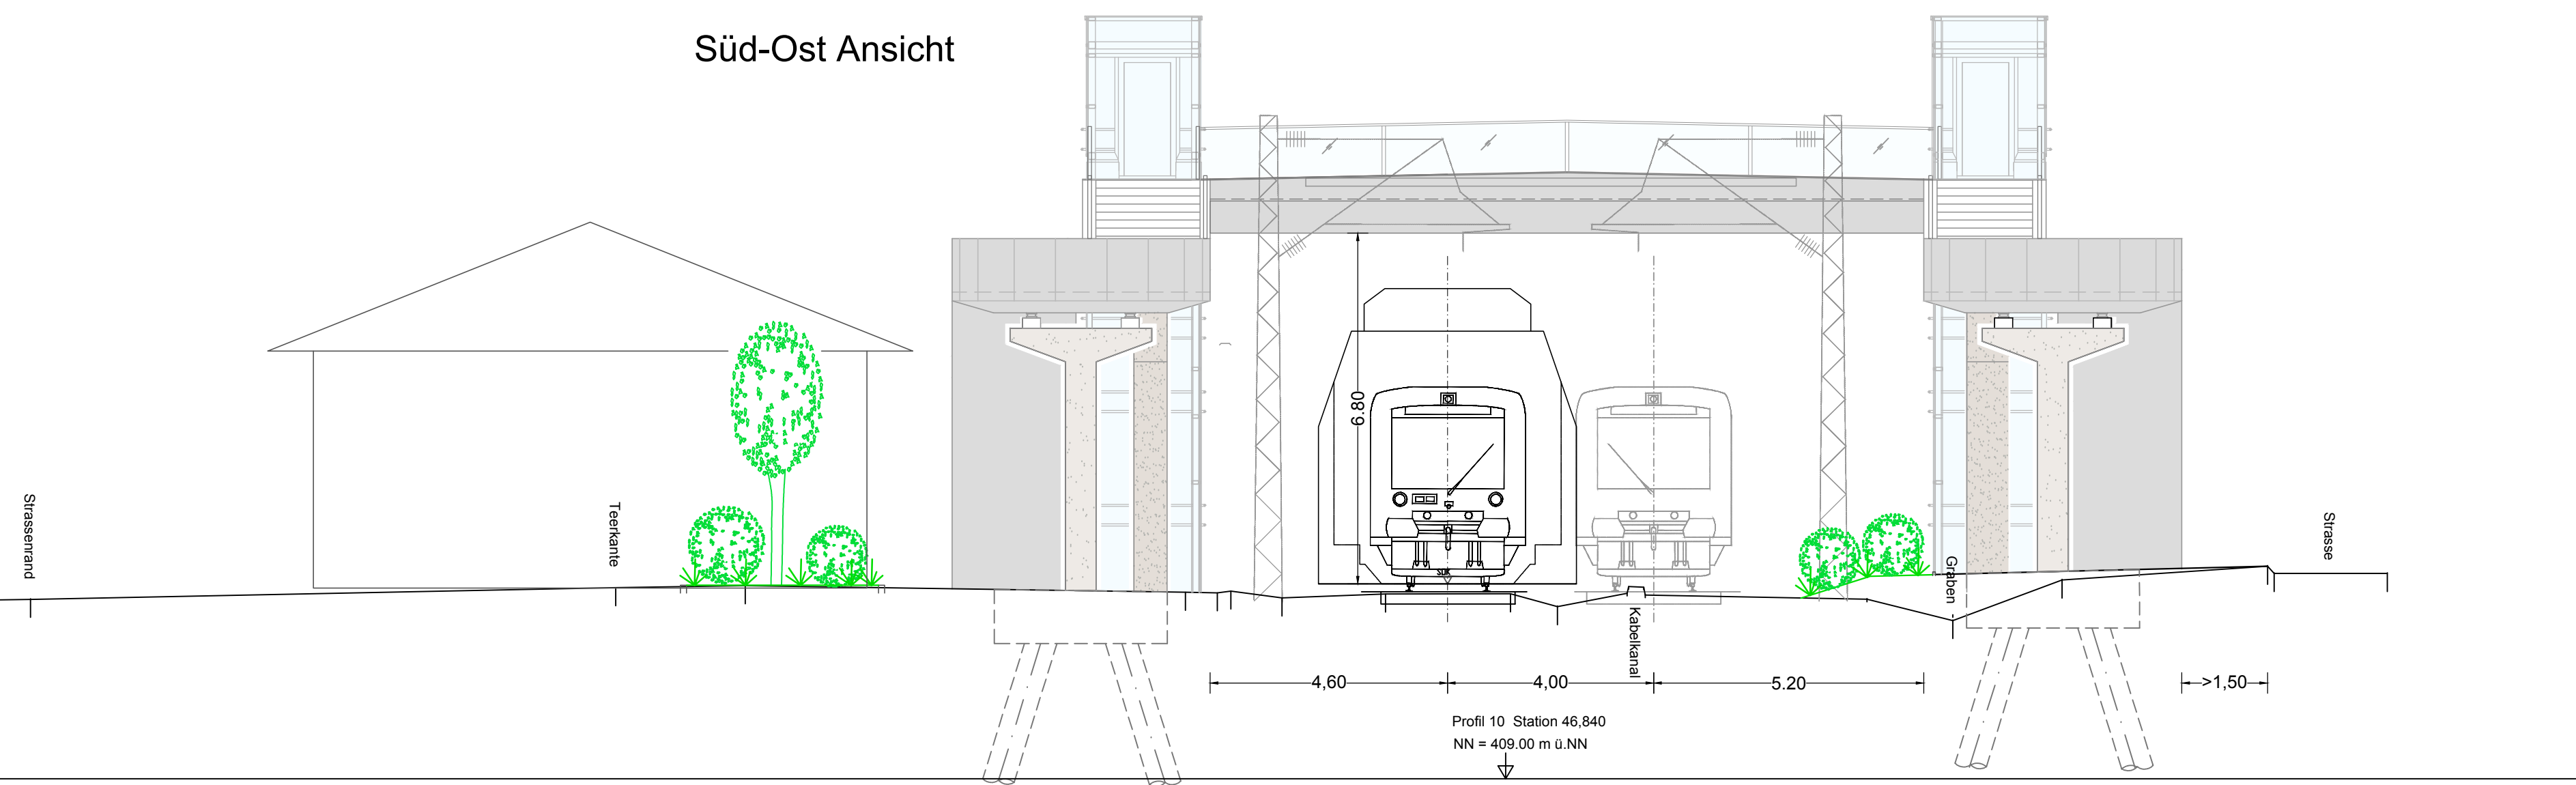 Süd-Ost Ansicht
6.80
Strassenrand
Teerkante
Kabelkanal
Graben
Strasse
4,60
4,00
5.20
>1,50
Profil 10 Station 46,840
NN = 409.00 m ü.NN